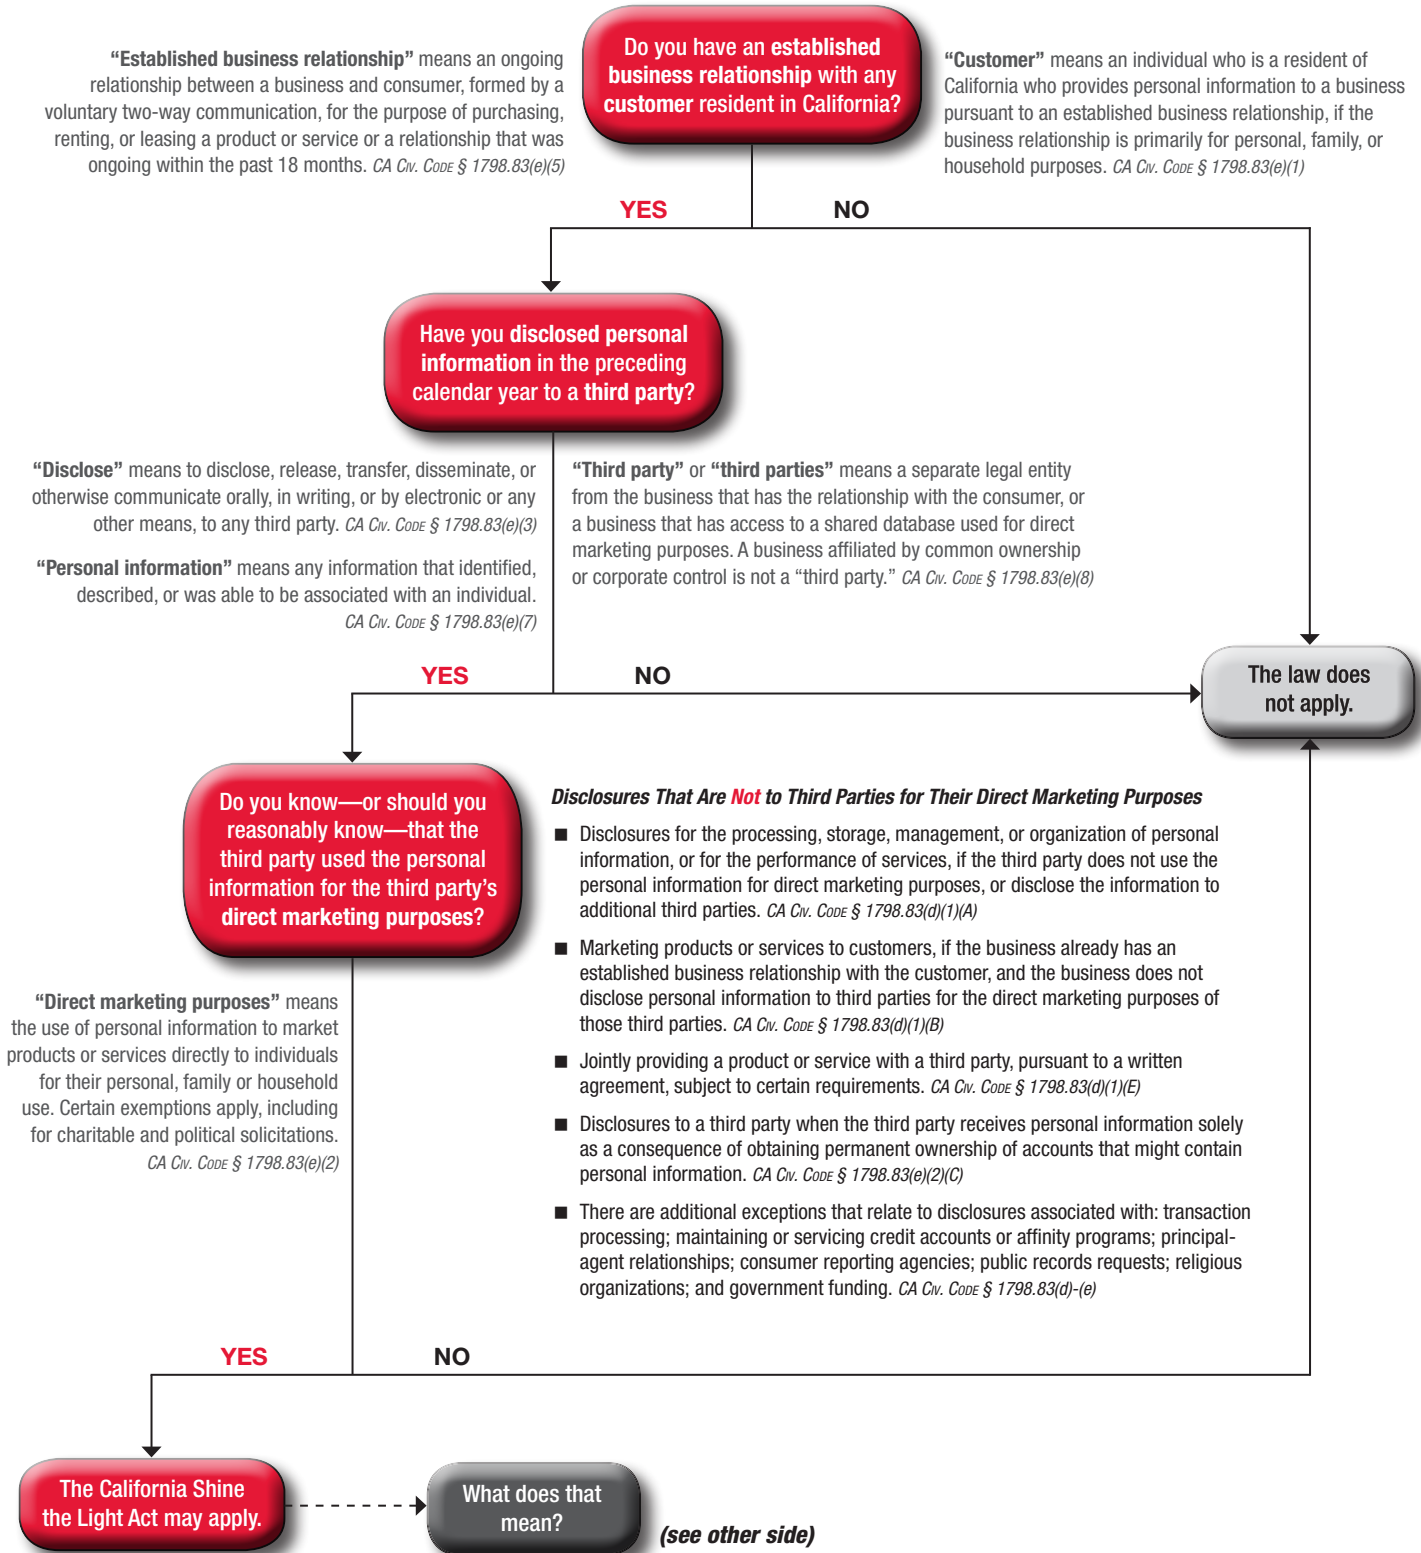 Do you have an established
business relationship with any
customer resident in California?
“Established business relationship” means an ongoing
relationship between a business and consumer, formed by a
voluntary two-way communication, for the purpose of purchasing,
renting, or leasing a product or service or a relationship that was
ongoing within the past 18 months. CA Civ. Code § 1798.83(e)(5)
“Customer” means an individual who is a resident of
California who provides personal information to a business
pursuant to an established business relationship, if the
business relationship is primarily for personal, family, or
household purposes. CA Civ. Code § 1798.83(e)(1)
YES
NO
Have you disclosed personal
information in the preceding
calendar year to a third party?
“Disclose” means to disclose, release, transfer, disseminate, or
otherwise communicate orally, in writing, or by electronic or any
other means, to any third party. CA Civ. Code § 1798.83(e)(3)
“Personal information” means any information that identified,
described, or was able to be associated with an individual.
CA Civ. Code § 1798.83(e)(7)
“Third party” or “third parties” means a separate legal entity
from the business that has the relationship with the consumer, or
a business that has access to a shared database used for direct
marketing purposes. A business affiliated by common ownership
or corporate control is not a “third party.” CA Civ. Code § 1798.83(e)(8)
YES
NO
The law does
not apply.
Do you know—or should you
reasonably know—that the
third party used the personal
information for the third party’s
direct marketing purposes?
“Direct marketing purposes” means
the use of personal information to market
products or services directly to individuals
for their personal, family or household
use. Certain exemptions apply, including
for charitable and political solicitations.
CA Civ. Code § 1798.83(e)(2)
Disclosures That Are Not to Third Parties for Their Direct Marketing Purposes
■ Disclosures for the processing, storage, management, or organization of personal
information, or for the performance of services, if the third party does not use the
personal information for direct marketing purposes, or disclose the information to
additional third parties. CA Civ. Code § 1798.83(d)(1)(A)
■ Marketing products or services to customers, if the business already has an
established business relationship with the customer, and the business does not
disclose personal information to third parties for the direct marketing purposes of
those third parties. CA Civ. Code § 1798.83(d)(1)(B)
■ Jointly providing a product or service with a third party, pursuant to a written
agreement, subject to certain requirements. CA Civ. Code § 1798.83(d)(1)(E)
■ Disclosures to a third party when the third party receives personal information solely
as a consequence of obtaining permanent ownership of accounts that might contain
personal information. CA Civ. Code § 1798.83(e)(2)(C)
■ There are additional exceptions that relate to disclosures associated with: transaction
processing; maintaining or servicing credit accounts or affinity programs; principal-
agent relationships; consumer reporting agencies; public records requests; religious
organizations; and government funding. CA Civ. Code § 1798.83(d)-(e)
YES
NO
The California Shine
the Light Act may apply.
What does that
mean?
(see other side)